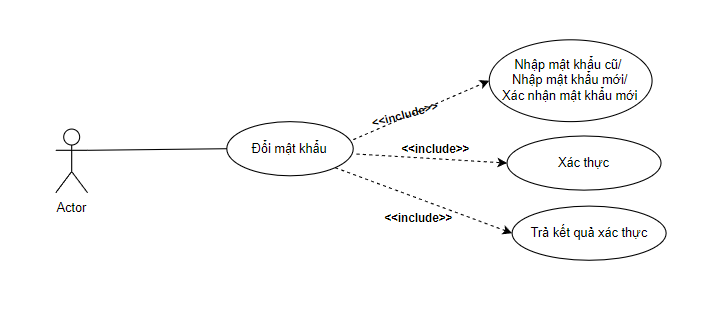 Nhập mật khẩu cũ/
Nhập mật khẩu mới/
Xác nhận mật khẩu mới
<<include>>
Đổi mật khẩu
<<include>>
Xác thực
Actor
<<include>>
Trả kết quả xác thực